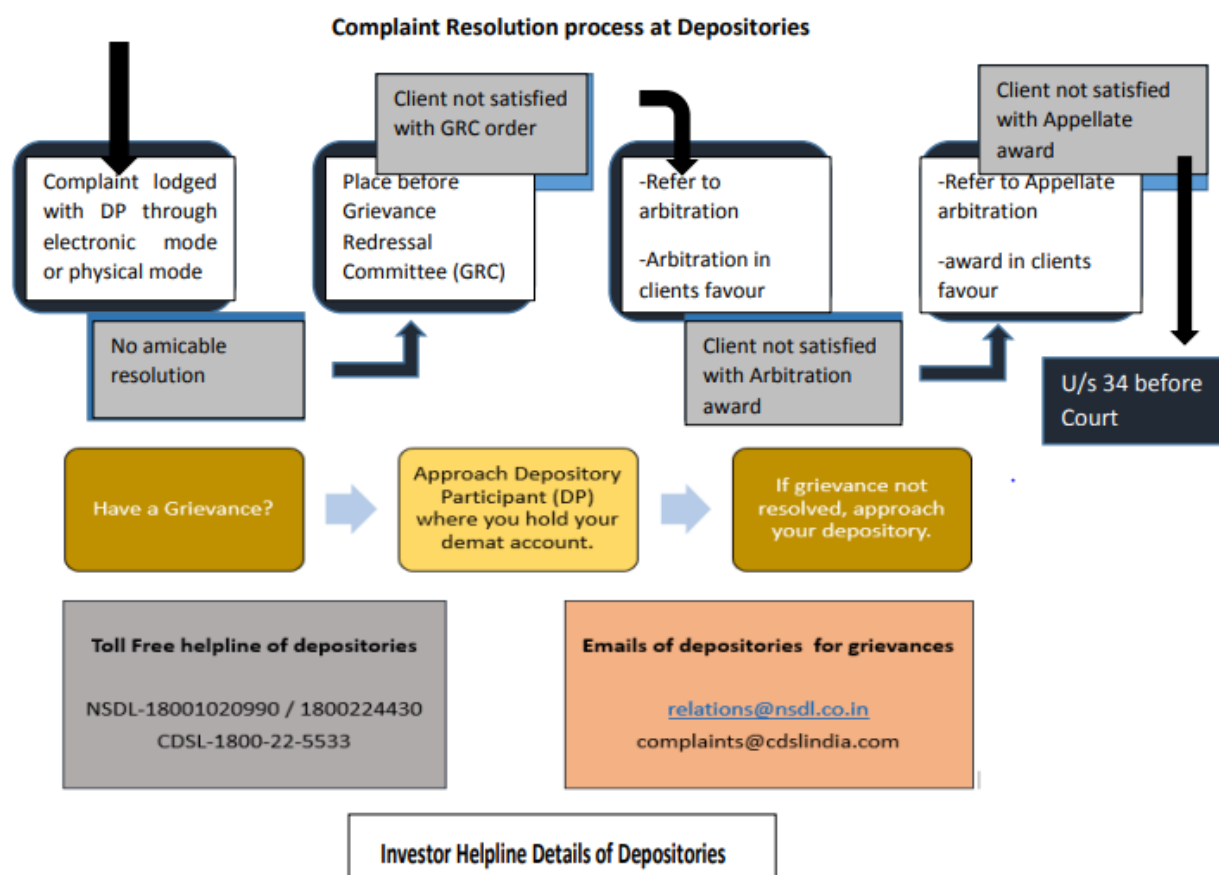 Complaint Resolution process at Depositories
Complaint lodged
with DP through
electronic mode
or physical mode
No amicable
resolution
Client not satisfied
with GRC order
Place before
Grievance
Redressal
Committee (GRC)
-Refer to
arbitration
-Arbitration in
clients favour
Client not satisfied
with Arbitration
award
Client not satisfied
with Appellate
award
-Refer to Appellate
arbitration
-award in clients
favour
U/s 34 before
Court
Have a Grievance?
Approach Depository
Participant (DP)
where you hold your
demat account.
If grievance not
resolved, approach
your depository.
Toll Free helpline of depositories
NSDL-18001020990 / 1800224430
CDSL-1800-22-5533
Emails of depositories for grievances
relations@nsdl.co.in
complaints@cdslindia.com
Investor Helpline Details of Depositories